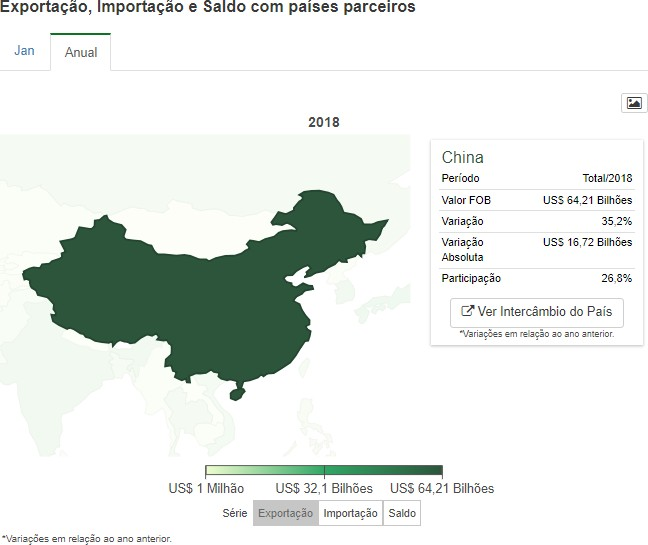 Exportação, Importação e Saldo com países parceiros
Jan
Anual
2018
China
Período Total/2018
Valor FOB US$ 64,21 Bilhões
Variação 35,2%
Variação Absoluta US$ 16,72 Bilhões
Participação 26,8%
Ver Intercâmbio do País
*Variações em relação ao ano anterior.
US$ 1 Milhão US$ 32,1 Bilhões US$ 64,21 Bilhões
Série Exportação Importação Saldo
*Variações em relação ao ano anterior.